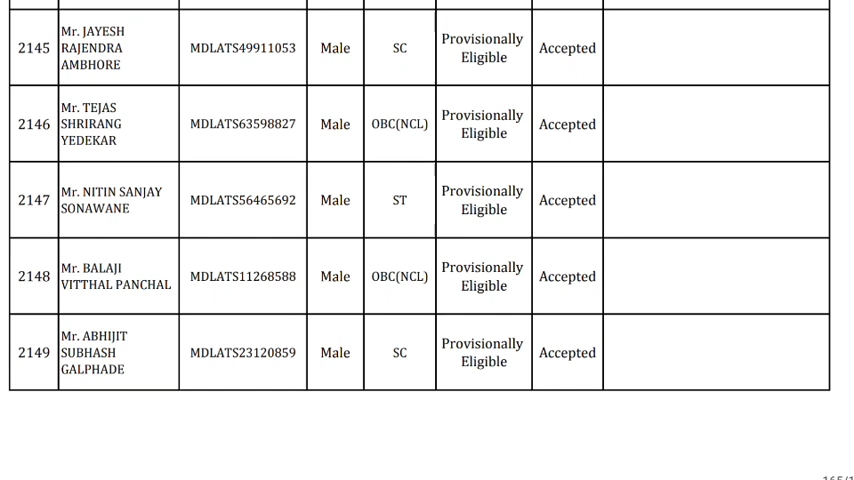 2145 Mr. JAYESH RAJENDRA AMBHORE MDLATS49911053 Male SC Provisionally Eligible Accepted
2146 Mr. TEJAS SHRIRANG YEDEKAR MDLATS63598827 Male OBC(NCL) Provisionally Eligible Accepted
2147 Mr. NITIN SANJAY SONAWANE MDLATS56465692 Male ST Provisionally Eligible Accepted
2148 Mr. BALAJI VITTHAL PANCHAL MDLATS11268588 Male OBC(NCL) Provisionally Eligible Accepted
2149 Mr. ABHIJIT SUBHASH GALPHADE MDLATS23120859 Male SC Provisionally Eligible Accepted